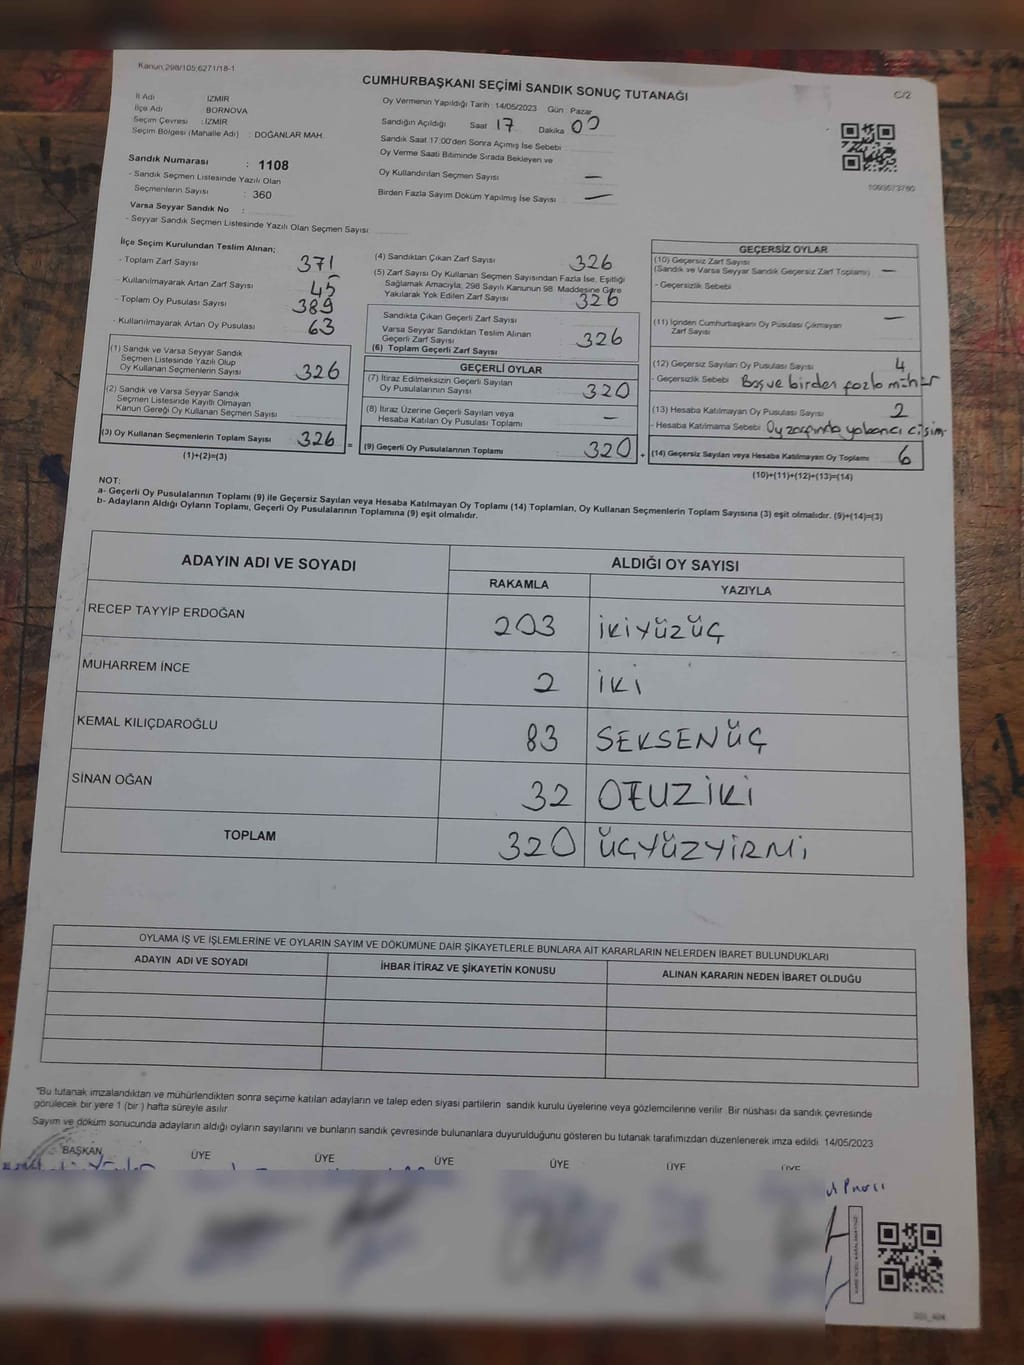 Kanun;298/105;6271/18-1
CUMHURBAŞKANI SEÇİMİ SANDIK SONUÇ TUTANAĞI
C/2
İl Adı İZMİR
İlçe Adı BORNOVA
Seçim Çevresi : İZMİR
Seçim Bölgesi (Mahalle Adı) : DOĞANLAR MAH.
Oy Vermenin Yapıldığı Tarih : 14/05/2023 Gün : Pazar
Sandığın Açıldığı Saat 17 Dakika 00
Sandık Saat 17:00'den Sonra Açımış İse Sebebi
Oy Verme Saati Bitiminde Sırada Bekleyen ve
Oy Kullandırılan Seçmen Sayısı —
Birden Fazla Sayım Döküm Yapılmış İse Sayısı —
Sandık Numarası : 1108
- Sandık Seçmen Listesinde Yazılı Olan
Seçmenlerin Sayısı : 360
Varsa Seyyar Sandık No :
- Seyyar Sandık Seçmen Listesinde Yazılı Olan Seçmen Sayısı
İlçe Seçim Kurulundan Teslim Alınan;
- Toplam Zarf Sayısı 371
- Kullanılmayarak Artan Zarf Sayısı 45
- Toplam Oy Pusulası Sayısı 389
- Kullanılmayarak Artan Oy Pusulası 63
(1) Sandık ve Varsa Seyyar Sandık
Seçmen Listesinde Yazılı Olup
Oy Kullanan Seçmenlerin Sayısı 326
(2) Sandık ve Varsa Seyyar Sandık
Seçmen Listesinde Kayıtlı Olmayan
Kanun Gereği Oy Kullanan Seçmen Sayısı
(3) Oy Kullanan Seçmenlerin Toplam Sayısı 326 =
(1)+(2)=(3)
(4) Sandıktan Çıkan Zarf Sayısı 326
(5) Zarf Sayısı Oy Kullanan Seçmen Sayısından Fazla İse, Eşitliği
Sağlamak Amacıyla, 298 Sayılı Kanunun 98. Maddesine Göre
Yakılarak Yok Edilen Zarf Sayısı 326
Sandıkta Çıkan Geçerli Zarf Sayısı
Varsa Seyyar Sandıktan Teslim Alınan
Geçerli Zarf Sayısı 326
(6) Toplam Geçerli Zarf Sayısı
GEÇERLİ OYLAR
(7) İtiraz Edilmeksizin Geçerli Sayılan
Oy Pusulalarının Sayısı 320
(8) İtiraz Üzerine Geçerli Sayılan veya
Hesaba Katılan Oy Pusulası Toplamı —
(9) Geçerli Oy Pusulalarının Toplamı 320 +
GEÇERSİZ OYLAR
(10) Geçersiz Zarf Sayısı
(Sandık ve Varsa Seyyar Sandık Geçersiz Zarf Toplamı) —
- Geçersizlik Sebebi
(11) İçinden Cumhurbaşkanı Oy Pusulası Çıkmayan
Zarf Sayısı —
(12) Geçersiz Sayılan Oy Pusulası Sayısı 4
- Geçersizlik Sebebi Boş ve birden fazla mühür
(13) Hesaba Katılmayan Oy Pusulası Sayısı 2
- Hesaba Katılmama Sebebi Oy zarfında yabancı cisim
(14) Geçersiz Sayılan veya Hesaba Katılmayan Oy Toplamı 6
(10)+(11)+(12)+(13)=(14)
NOT:
a- Geçerli Oy Pusulalarının Toplamı (9) ile Geçersiz Sayılan veya Hesaba Katılmayan Oy Toplamı (14) Toplamları, Oy Kullanan Seçmenlerin Toplam Sayısına (3) eşit olmalıdır. (9)+(14)=(3)
b- Adayların Aldığı Oyların Toplamı, Geçerli Oy Pusulalarının Toplamına (9) eşit olmalıdır.
ADAYIN ADI VE SOYADI
ALDIĞI OY SAYISI
RAKAMLA YAZIYLA
RECEP TAYYİP ERDOĞAN 203 İKİYÜZÜÇ
MUHARREM İNCE 2 İKİ
KEMAL KILIÇDAROĞLU 83 SEKSENÜÇ
SİNAN OĞAN 32 OTUZİKİ
TOPLAM 320 ÜÇYÜZYİRMİ
OYLAMA İŞ VE İŞLEMLERİNE VE OYLARIN SAYIM VE DÖKÜMÜNE DAİR ŞİKAYETLERLE BUNLARA AİT KARARLARIN NELERDEN İBARET BULUNDUKLARI
ADAYIN ADI VE SOYADI İHBAR İTİRAZ VE ŞİKAYETİN KONUSU ALINAN KARARIN NEDEN İBARET OLDUĞU
"Bu tutanak imzalandıktan ve mühürlendikten sonra seçime katılan adayların ve talep eden siyasi partilerin sandık kurulu üyelerine veya gözlemcilerine verilir. Bir nüshası da sandık çevresinde
görülecek bir yere 1 (bir) hafta süreyle asılır
Sayım ve döküm sonucunda adayların aldığı oyların sayılarını ve bunların sandık çevresinde bulunanlara duyurulduğunu gösteren bu tutanak tarafımızdan düzenlenerek imza edildi. 14/05/2023
BAŞKAN ÜYE ÜYE ÜYE ÜYE ÜYE ÜYE